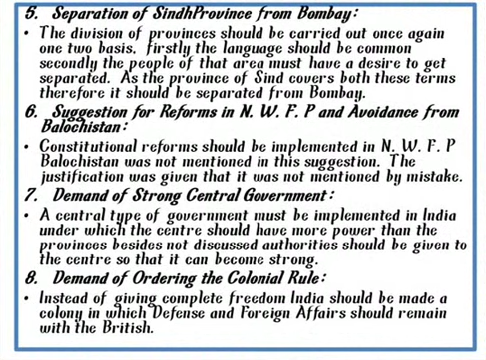 5. Separation of SindhProvince from Bombay:
• The division of provinces should be carried out once again
one two basis. firstly the language should be common
secondly the people of that area must have a desire to get
separated. As the province of Sind covers both these terms
therefore it should be separated from Bombay.
6. Suggestion for Reforms in N. W. F. P and Avoidance from
Balochistan:
• Constitutional reforms should be implemented in N. W. F. P
Balochistan was not mentioned in this suggestion. The
justification was given that it was not mentioned by mistake.
7. Demand of Strong Central Government:
• A central type of government must be implemented in India
under which the centre should have more power than the
provinces besides not discussed authorities should be given to
the centre so that it can become strong.
8. Demand of Ordering the Colonial Rule:
• Instead of giving complete freedom India should be made a
colony in which Defense and Foreign Affairs should remain
with the British.